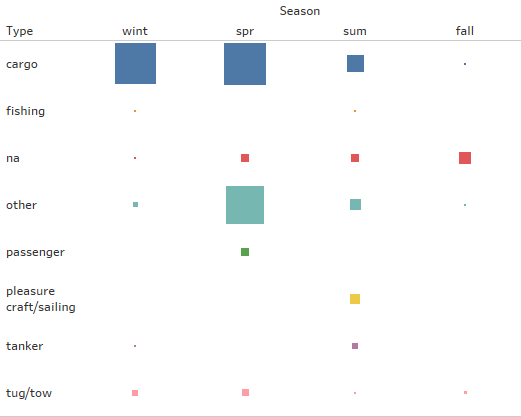 Season
Type wint spr sum fall
cargo
fishing
na
other
passenger
pleasure
craft/sailing
tanker
tug/tow